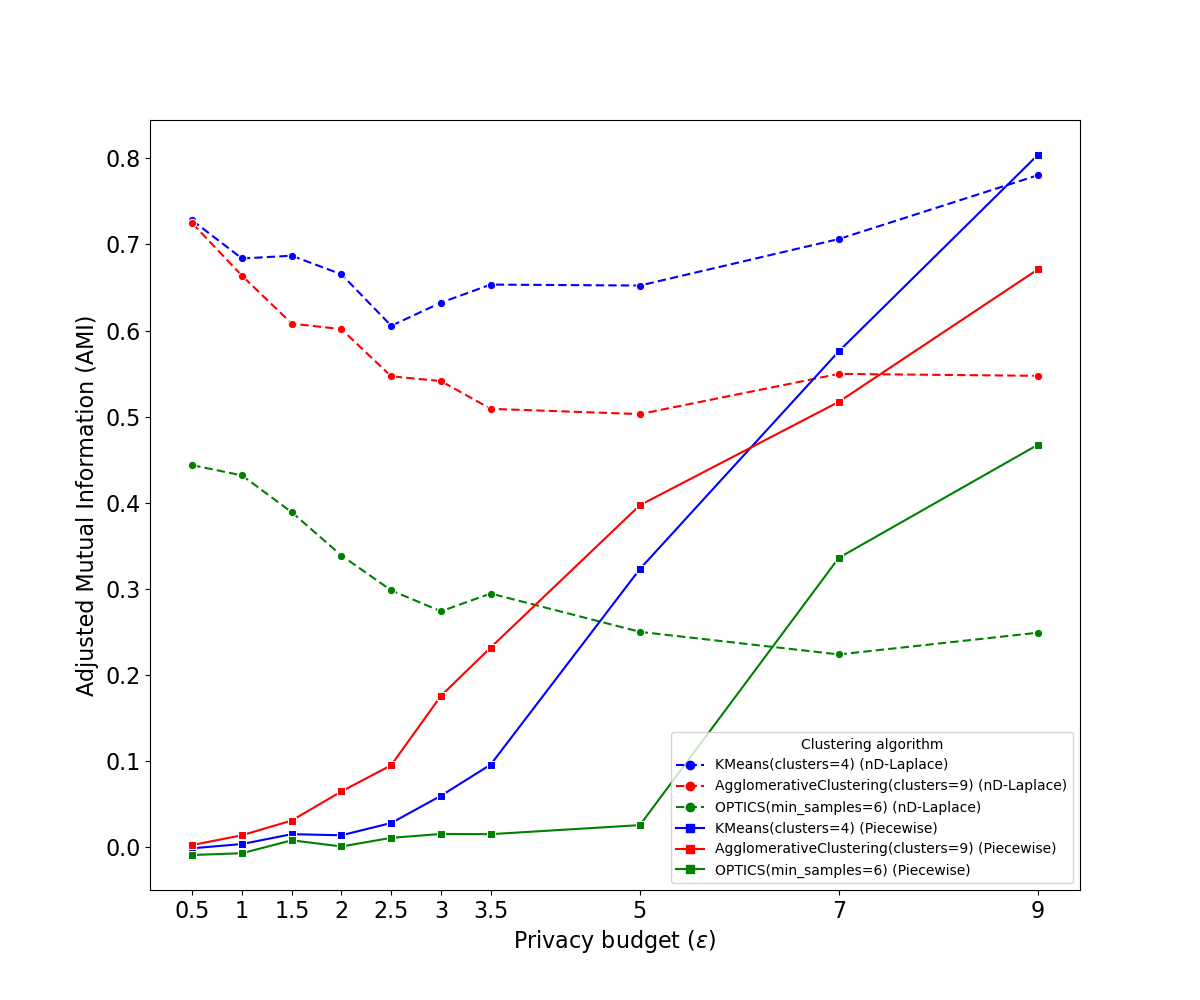 0.8
0.7
0.6
0.5
0.4
0.3
0.2
0.1
0.0
Adjusted Mutual Information (AMI)
Clustering algorithm
KMeans(clusters=4) (nD-Laplace)
AgglomerativeClustering(clusters=9) (nD-Laplace)
OPTICS(min_samples=6) (nD-Laplace)
KMeans(clusters=4) (Piecewise)
AgglomerativeClustering(clusters=9) (Piecewise)
OPTICS(min_samples=6) (Piecewise)
0.5 1 1.5 2 2.5 3 3.5 5 7 9
Privacy budget (ε)